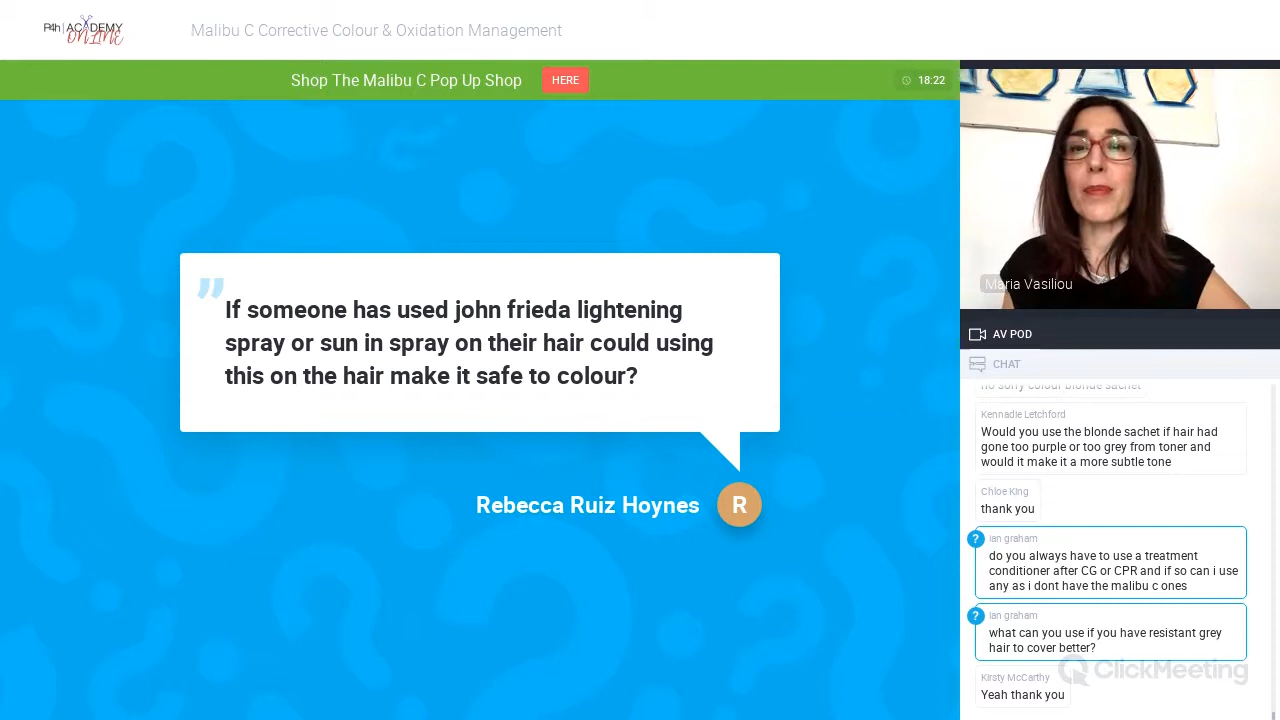 P4h | ACADEMY
ONLINE
Malibu C Corrective Colour & Oxidation Management
Shop The Malibu C Pop Up Shop
HERE
18:22
If someone has used john frieda lightening
spray or sun in spray on their hair could using
this on the hair make it safe to colour?
Rebecca Ruiz Hoynes
R
Maria Vasiliou
AV POD
CHAT
no sorry colour blonde sachet
Kennadie Letchford
Would you use the blonde sachet if hair had
gone too purple or too grey from toner and
would it make it a more subtle tone
Chloe King
thank you
?
ian graham
do you always have to use a treatment
conditioner after CG or CPR and if so can i use
any as i dont have the malibu c ones
?
ian graham
what can you use if you have resistant grey
hair to cover better?
ClickMeeting
Kirsty McCarthy
Yeah thank you